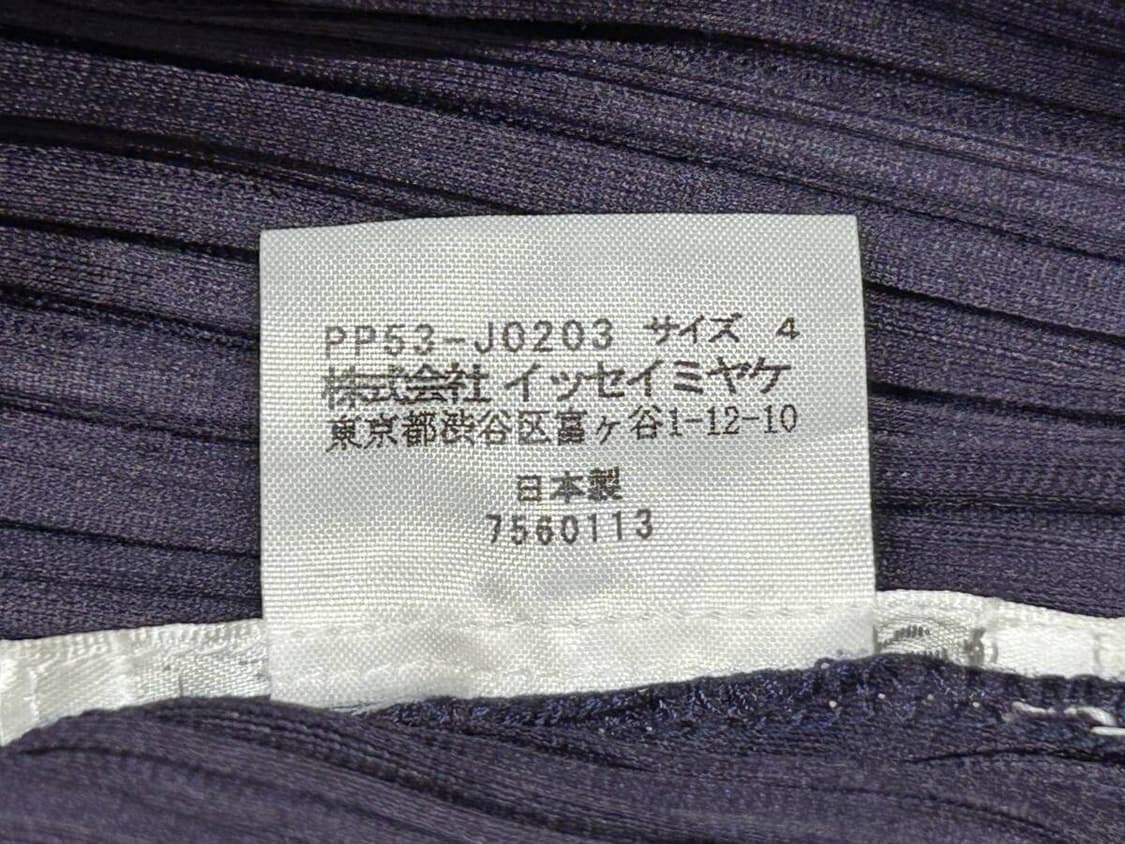 PP53-J0203 サイズ 4
株式会社 イッセイミヤケ
東京都渋谷区富ヶ谷1-12-10
日本製
7560113